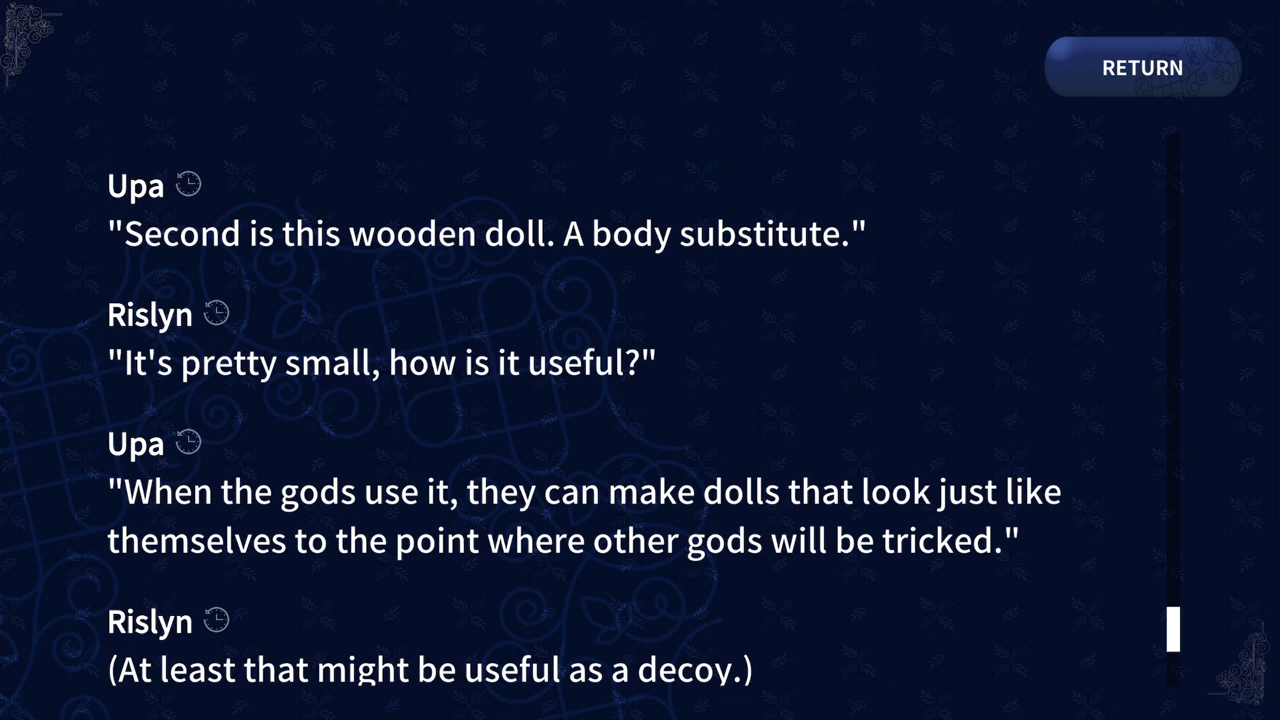 RETURN
Upa
"Second is this wooden doll. A body substitute."
Rislyn
"It's pretty small, how is it useful?"
Upa
"When the gods use it, they can make dolls that look just like
themselves to the point where other gods will be tricked."
Rislyn
(At least that might be useful as a decoy.)